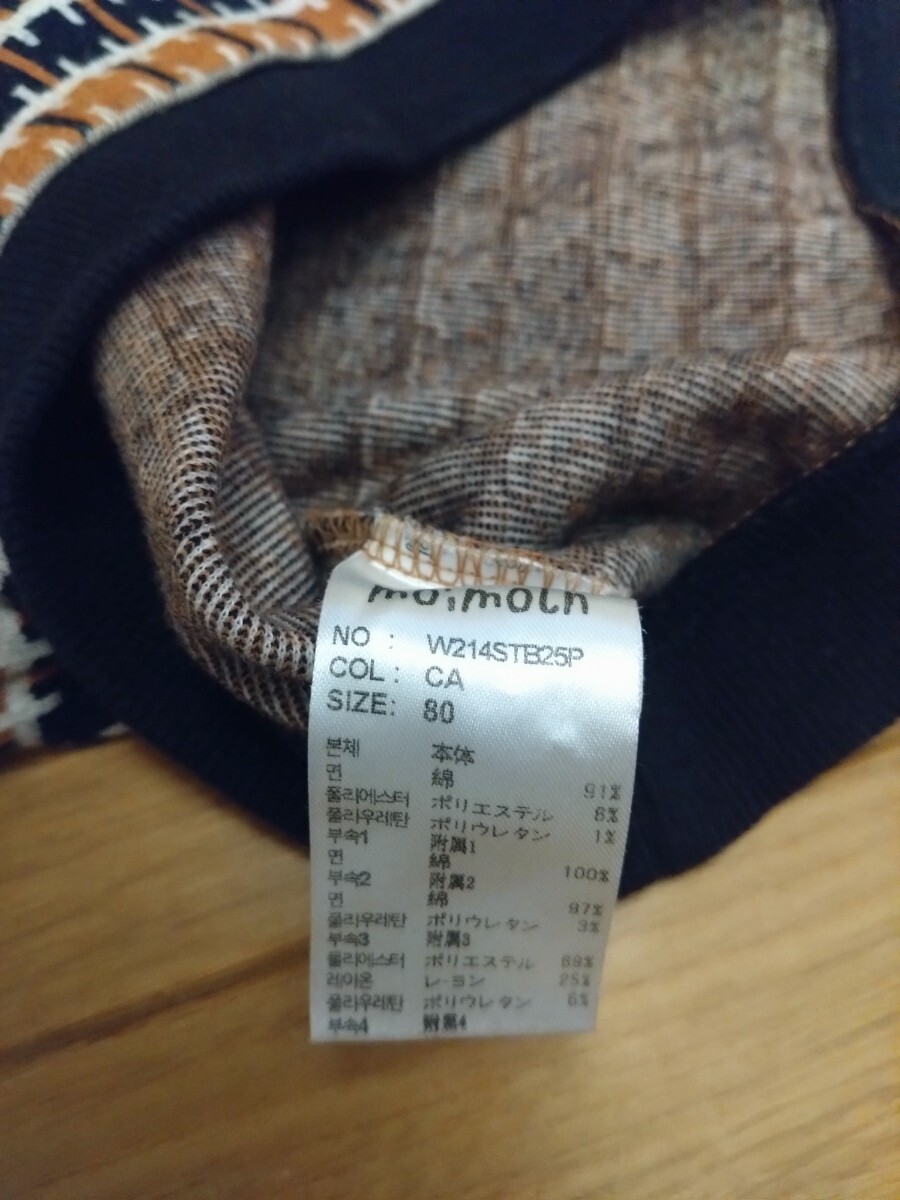 moimoln
NO : W214STB25P
COL : CA
SIZE: 80
본체 本体
면 綿 91%
폴리에스터 ポリエステル 8%
폴리우레탄 ポリウレタン 1%
부속1 附属1
면 綿 100%
부속2 附属2
면 綿 97%
폴리우레탄 ポリウレタン 3%
부속3 附属3
폴리에스터 ポリエステル 69%
레이온 レーヨン 25%
폴리우레탄 ポリウレタン 6%
부속4 附属4